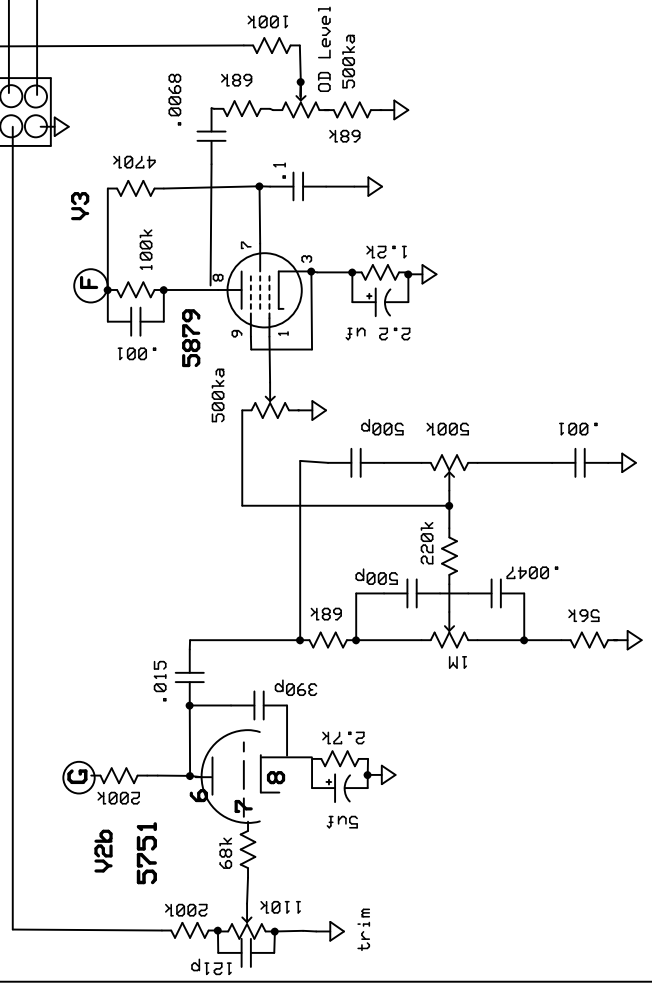 100k
OD Level
500ka
68k
.0068
68k
470k
.1
V3
100k
7
3
F
8
1.2k
.001
5879
9
1
2.2 uf
500ka
500p
500k
.001
220k
500p
.0047
68k
56k
1M
.015
390p
2.7k
G
200k
6
7
8
V2b
5751
68k
5uf
200k
110k
121p
trim